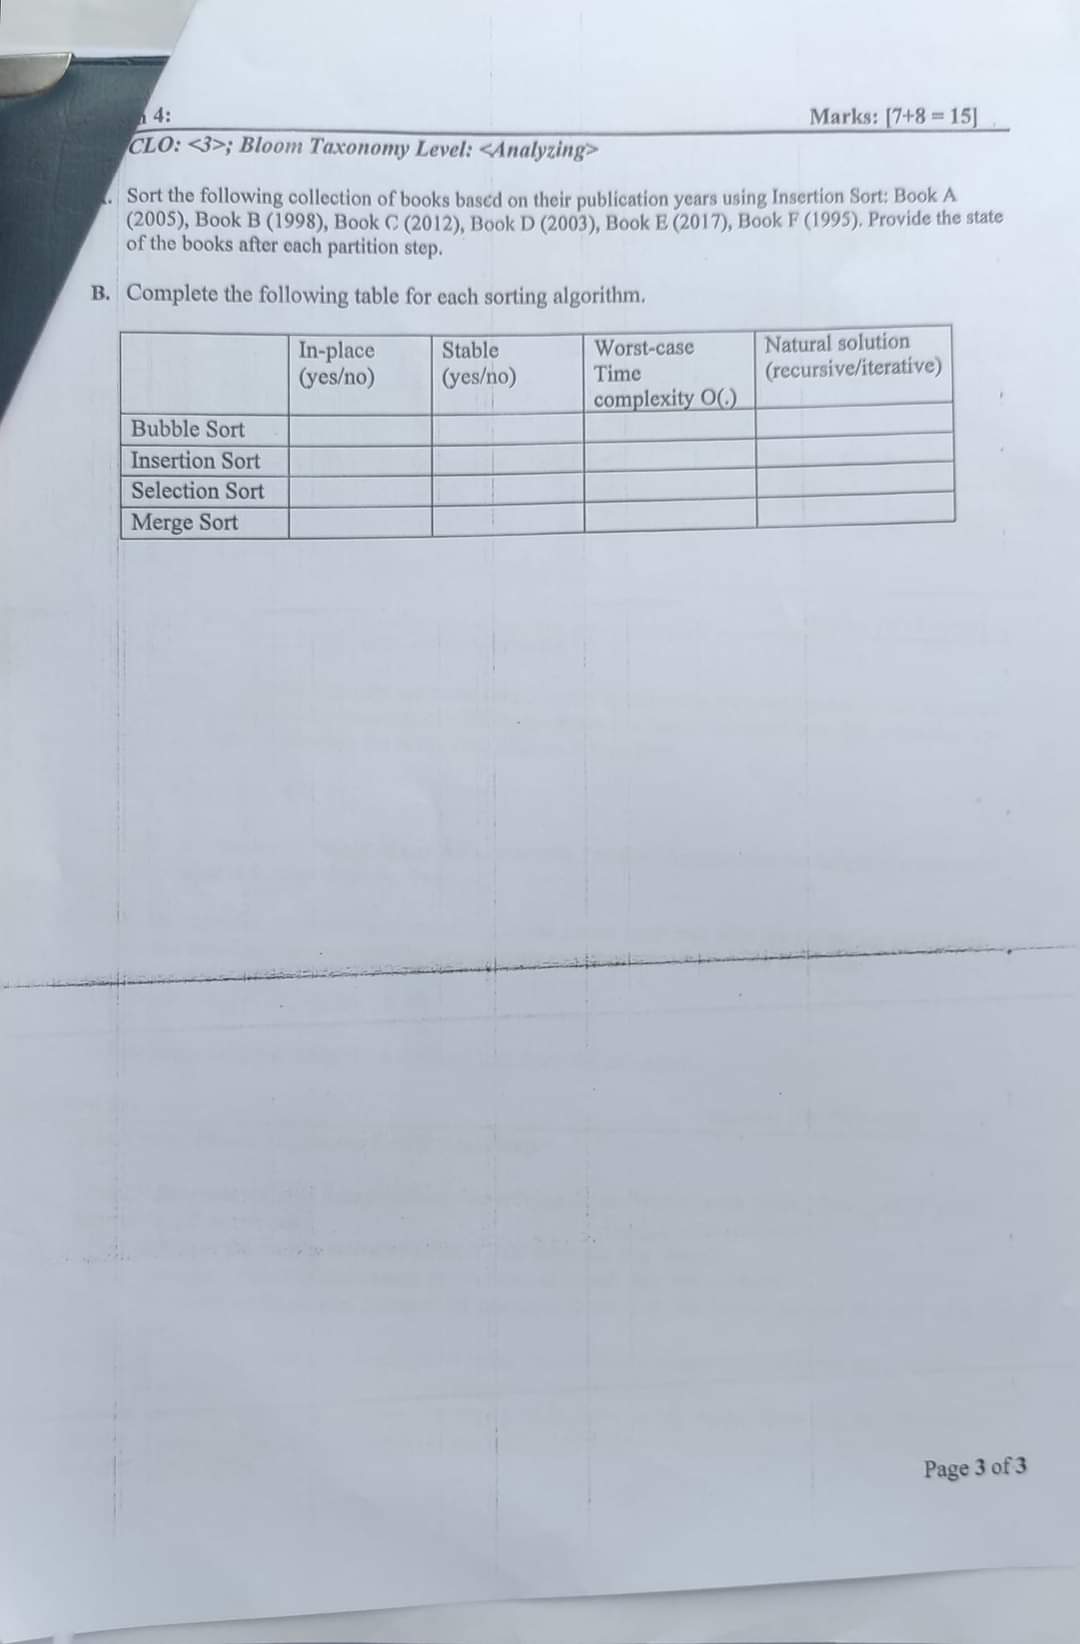 4:
Marks: [7+8 = 15]
CLO: <3>; Bloom Taxonomy Level: <Analyzing>
Sort the following collection of books based on their publication years using Insertion Sort: Book A
(2005), Book B (1998), Book C (2012), Book D (2003), Book E (2017), Book F (1995). Provide the state
of the books after each partition step.
B. Complete the following table for each sorting algorithm.
In-place
(yes/no)
Stable
(yes/no)
Worst-case
Time
complexity O(.)
Natural solution
(recursive/iterative)
Bubble Sort
Insertion Sort
Selection Sort
Merge Sort
Page 3 of 3